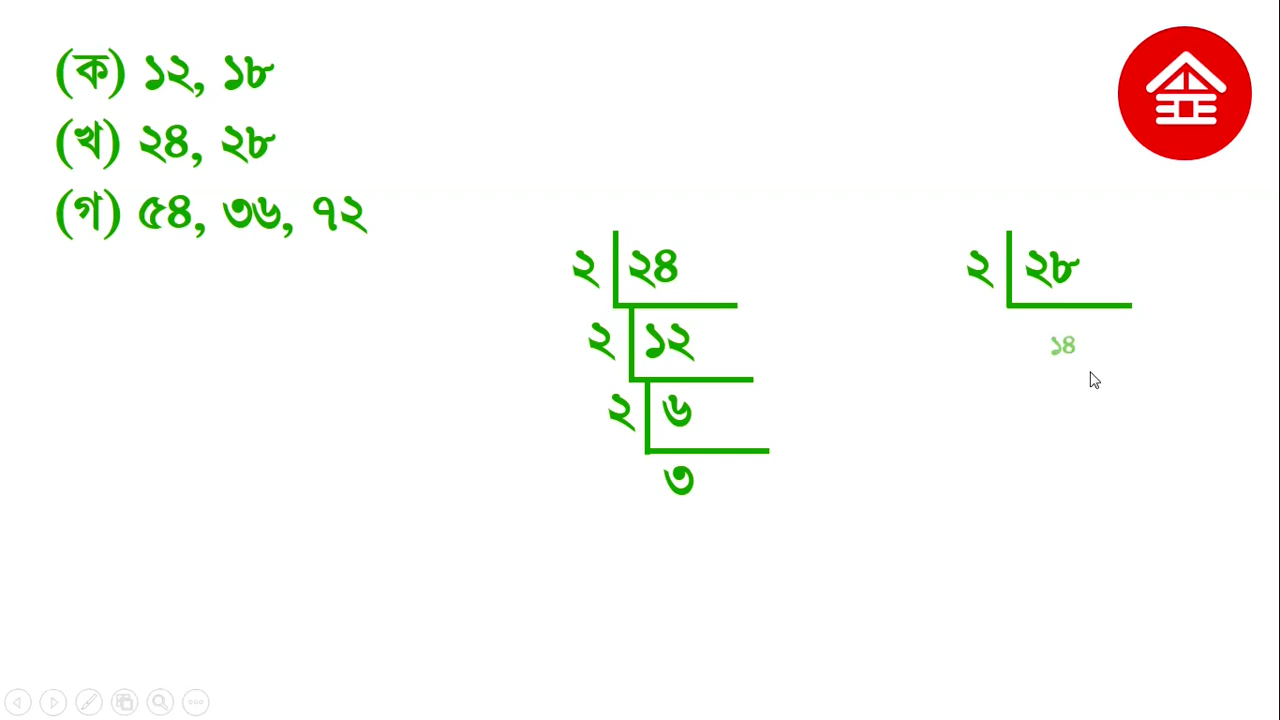 (ক) ১২, ১৮
(খ) ২৪, ২৮
(গ) ৫৪, ৩৬, ৭২
২ ২৪
২ ১২
২ ৬
৩
২ ২৮
১৪